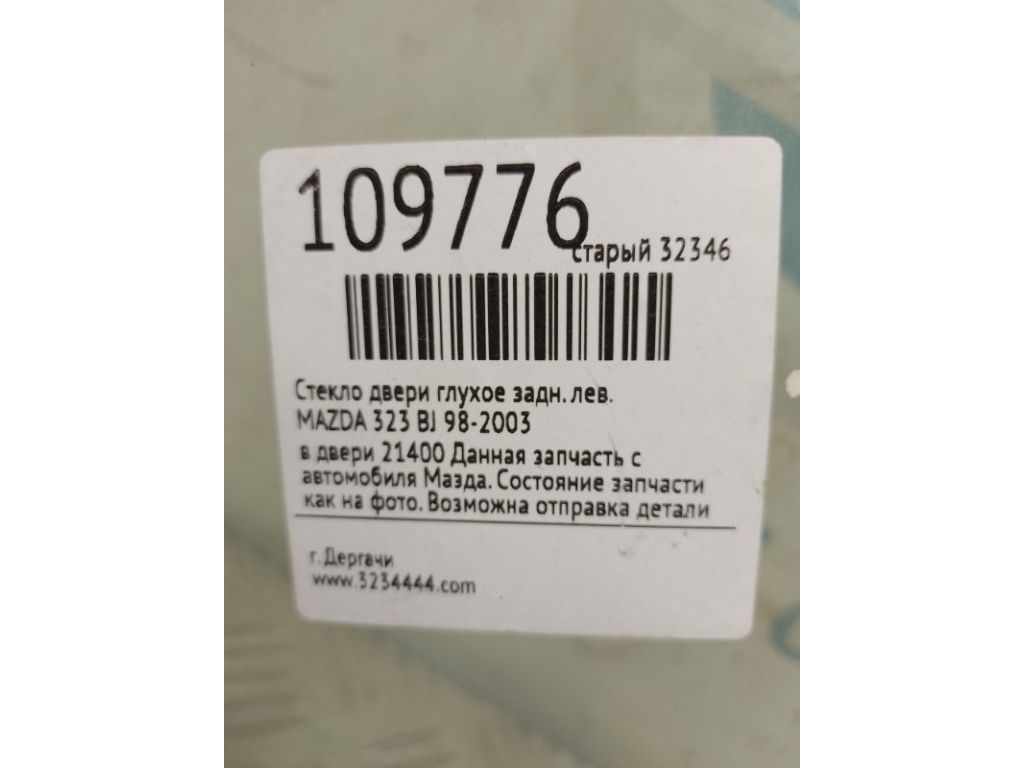 109776
старый 32346
Стекло двери глухое задн. лев.
MAZDA 323 BJ 98-2003
в двери 21400 Данная запчасть с
автомобиля Мазда. Состояние запчасти
как на фото. Возможна отправка детали
г. Дергачи
www.3234444.com